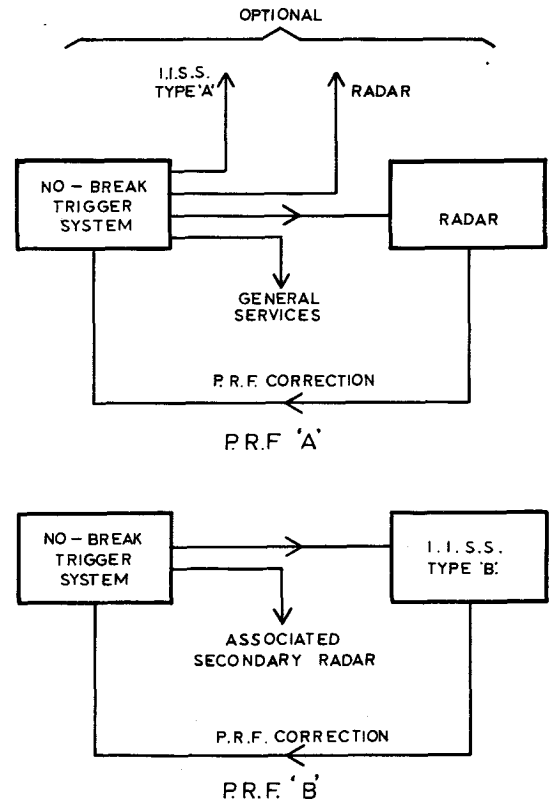 OPTIONAL
I.I.S.S.
TYPE 'A'
RADAR
NO - BREAK
TRIGGER
SYSTEM
RADAR
GENERAL
SERVICES
P.R.F. CORRECTION
P.R.F 'A'
NO - BREAK
TRIGGER
SYSTEM
I.I.S.S.
TYPE 'B'.
ASSOCIATED
SECONDARY RADAR
P.R.F. CORRECTION
P.R.F. 'B'